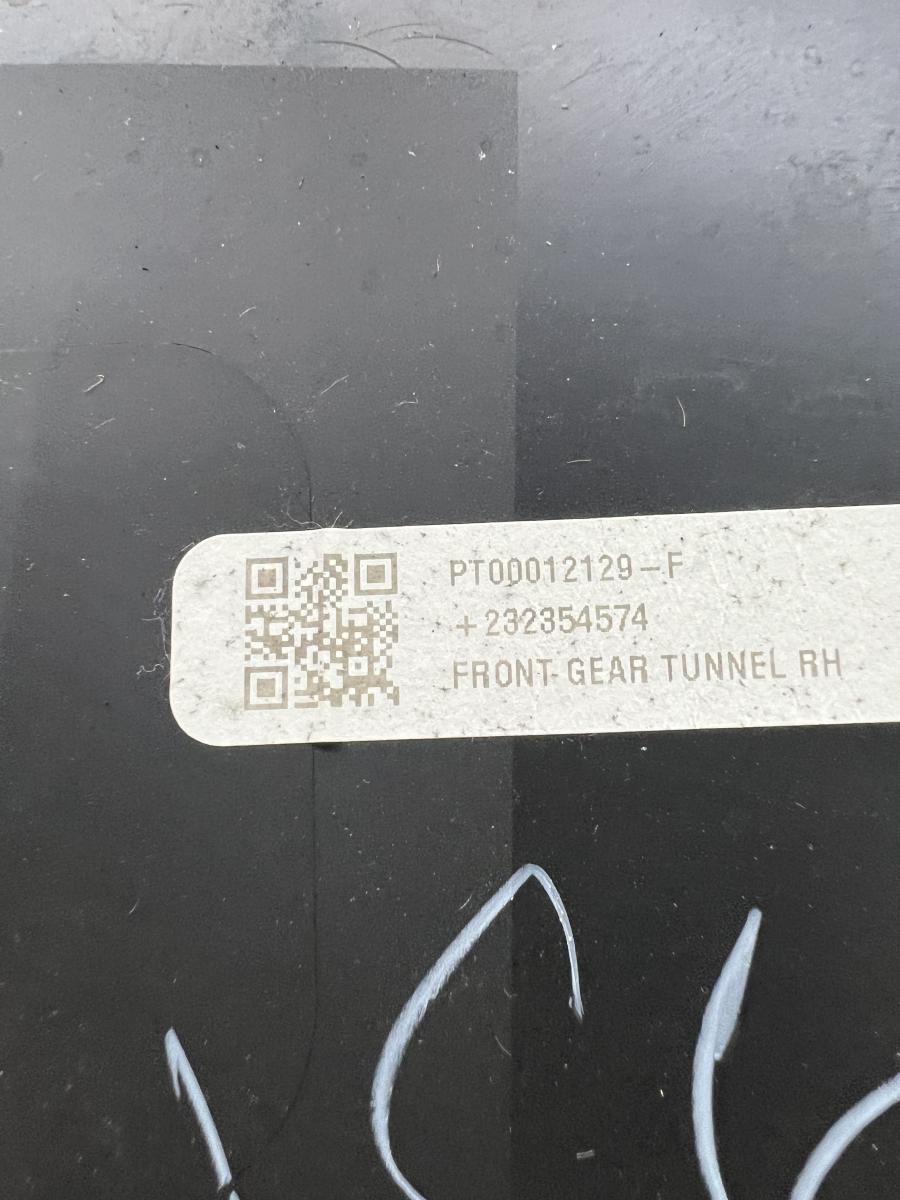 PT00012129-F
+232354574
FRONT GEAR TUNNEL RH